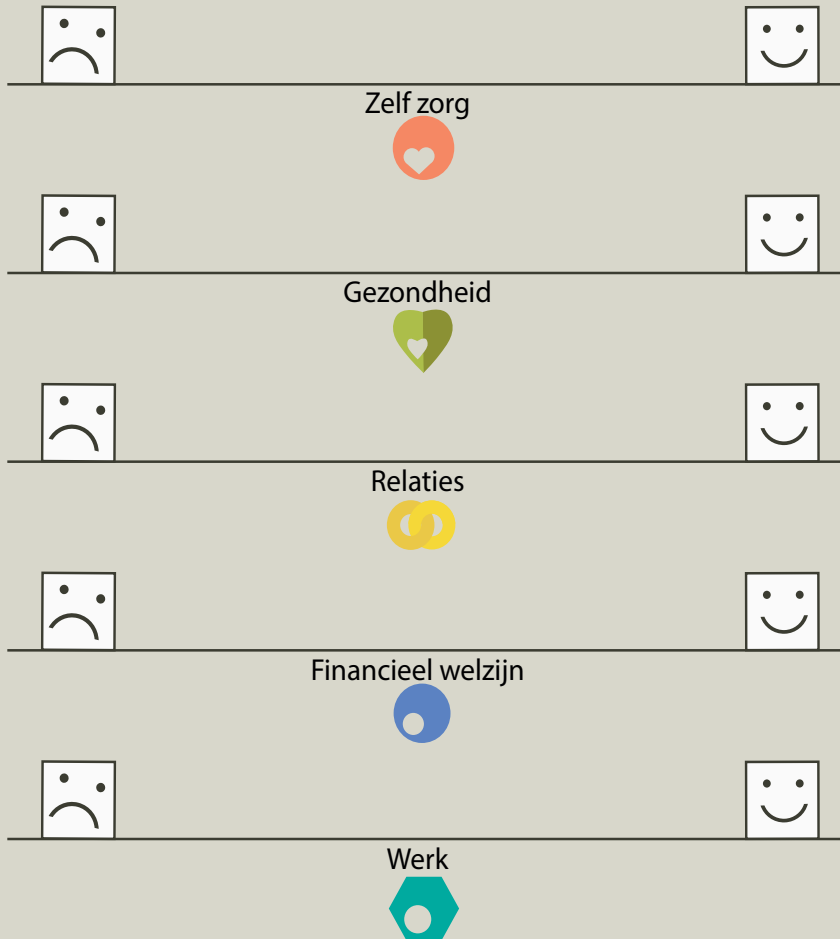 Zelf zorg
Gezondheid
Relaties
Financieel welzijn
Werk